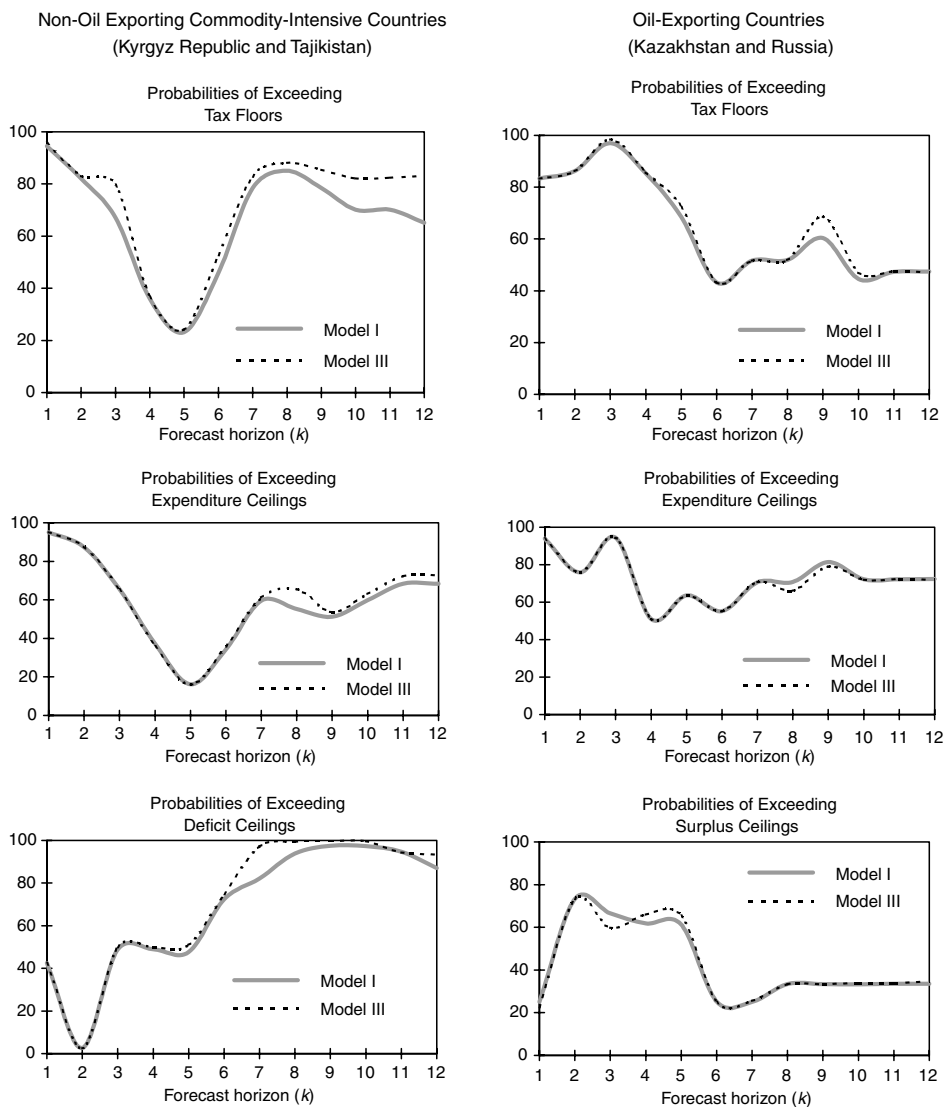 Non-Oil Exporting Commodity-Intensive Countries
(Kyrgyz Republic and Tajikistan)
Oil-Exporting Countries
(Kazakhstan and Russia)
Probabilities of Exceeding
Tax Floors
100
80
60
40
20
0
Model I
Model III
1 2 3 4 5 6 7 8 9 10 11 12
Forecast horizon (k)
Probabilities of Exceeding
Tax Floors
100
80
60
40
20
0
Model I
Model III
1 2 3 4 5 6 7 8 9 10 11 12
Forecast horizon (k)
Probabilities of Exceeding
Expenditure Ceilings
100
80
60
40
20
0
Model I
Model III
1 2 3 4 5 6 7 8 9 10 11 12
Forecast horizon (k)
Probabilities of Exceeding
Expenditure Ceilings
100
80
60
40
20
0
Model I
Model III
1 2 3 4 5 6 7 8 9 10 11 12
Forecast horizon (k)
Probabilities of Exceeding
Deficit Ceilings
100
80
60
40
20
0
Model I
Model III
1 2 3 4 5 6 7 8 9 10 11 12
Forecast horizon (k)
Probabilities of Exceeding
Surplus Ceilings
100
80
60
40
20
0
Model I
Model III
1 2 3 4 5 6 7 8 9 10 11 12
Forecast horizon (k)